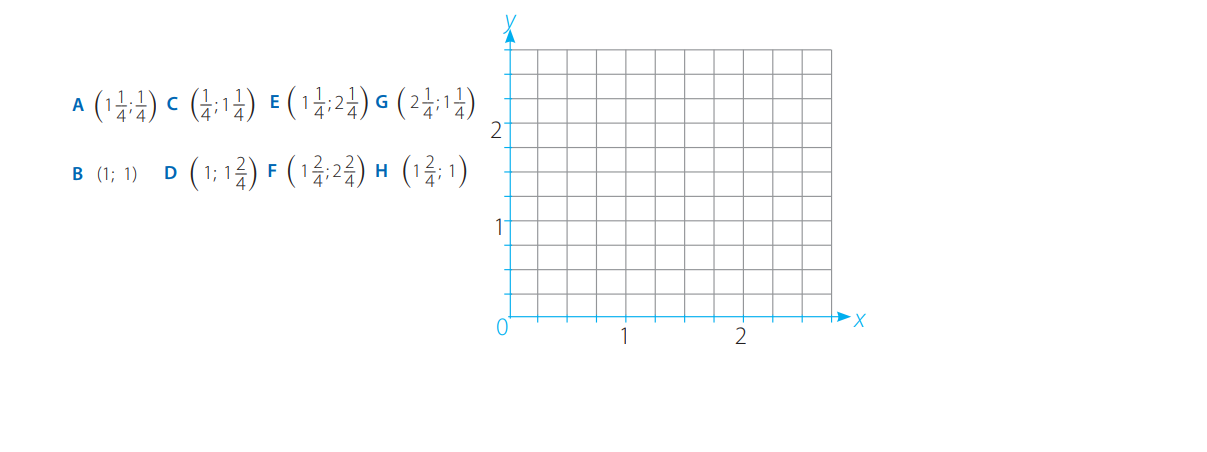 A (1 1/4; 1/4) C (1/4; 1 1/4) E (1 1/4; 2 1/4) G (2 1/4; 1 1/4)
B (1; 1) D (1; 1 2/4) F (1 2/4; 2 2/4) H (1 2/4; 1)
y
2
1
0
1 2
x